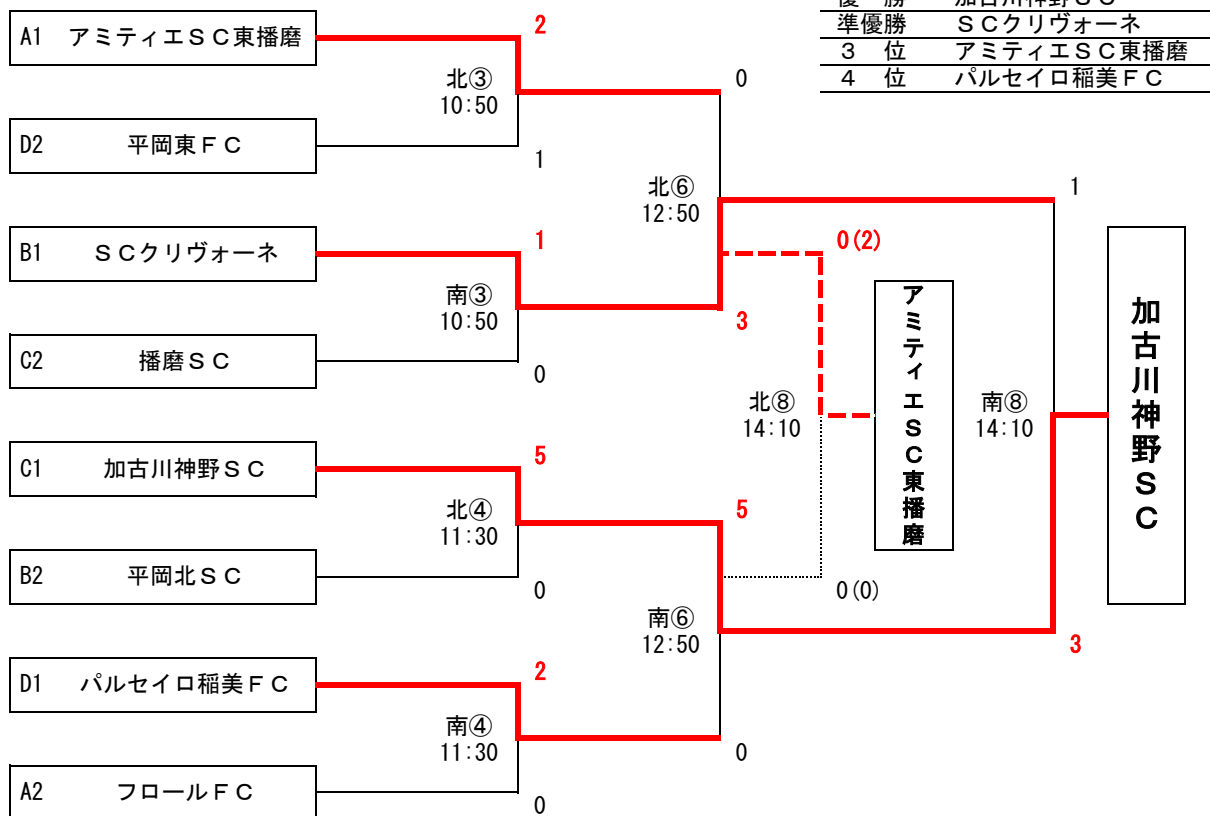 優　勝　加古川神野ＳＣ
準優勝　ＳＣクリヴォーネ
３　位　アミティエＳＣ東播磨
４　位　パルセイロ稲美ＦＣ
A1　アミティエＳＣ東播磨
2
北③
10:50
0
D2　平岡東ＦＣ
1
北⑥
12:50
1
B1　ＳＣクリヴォーネ
1
0(2)
南③
10:50
3
C2　播磨ＳＣ
0
アミティエＳＣ東播磨
加古川神野ＳＣ
北⑧
14:10
南⑧
14:10
C1　加古川神野ＳＣ
5
北④
11:30
5
B2　平岡北ＳＣ
0
0(0)
南⑥
12:50
3
D1　パルセイロ稲美ＦＣ
2
南④
11:30
0
A2　フロールＦＣ
0